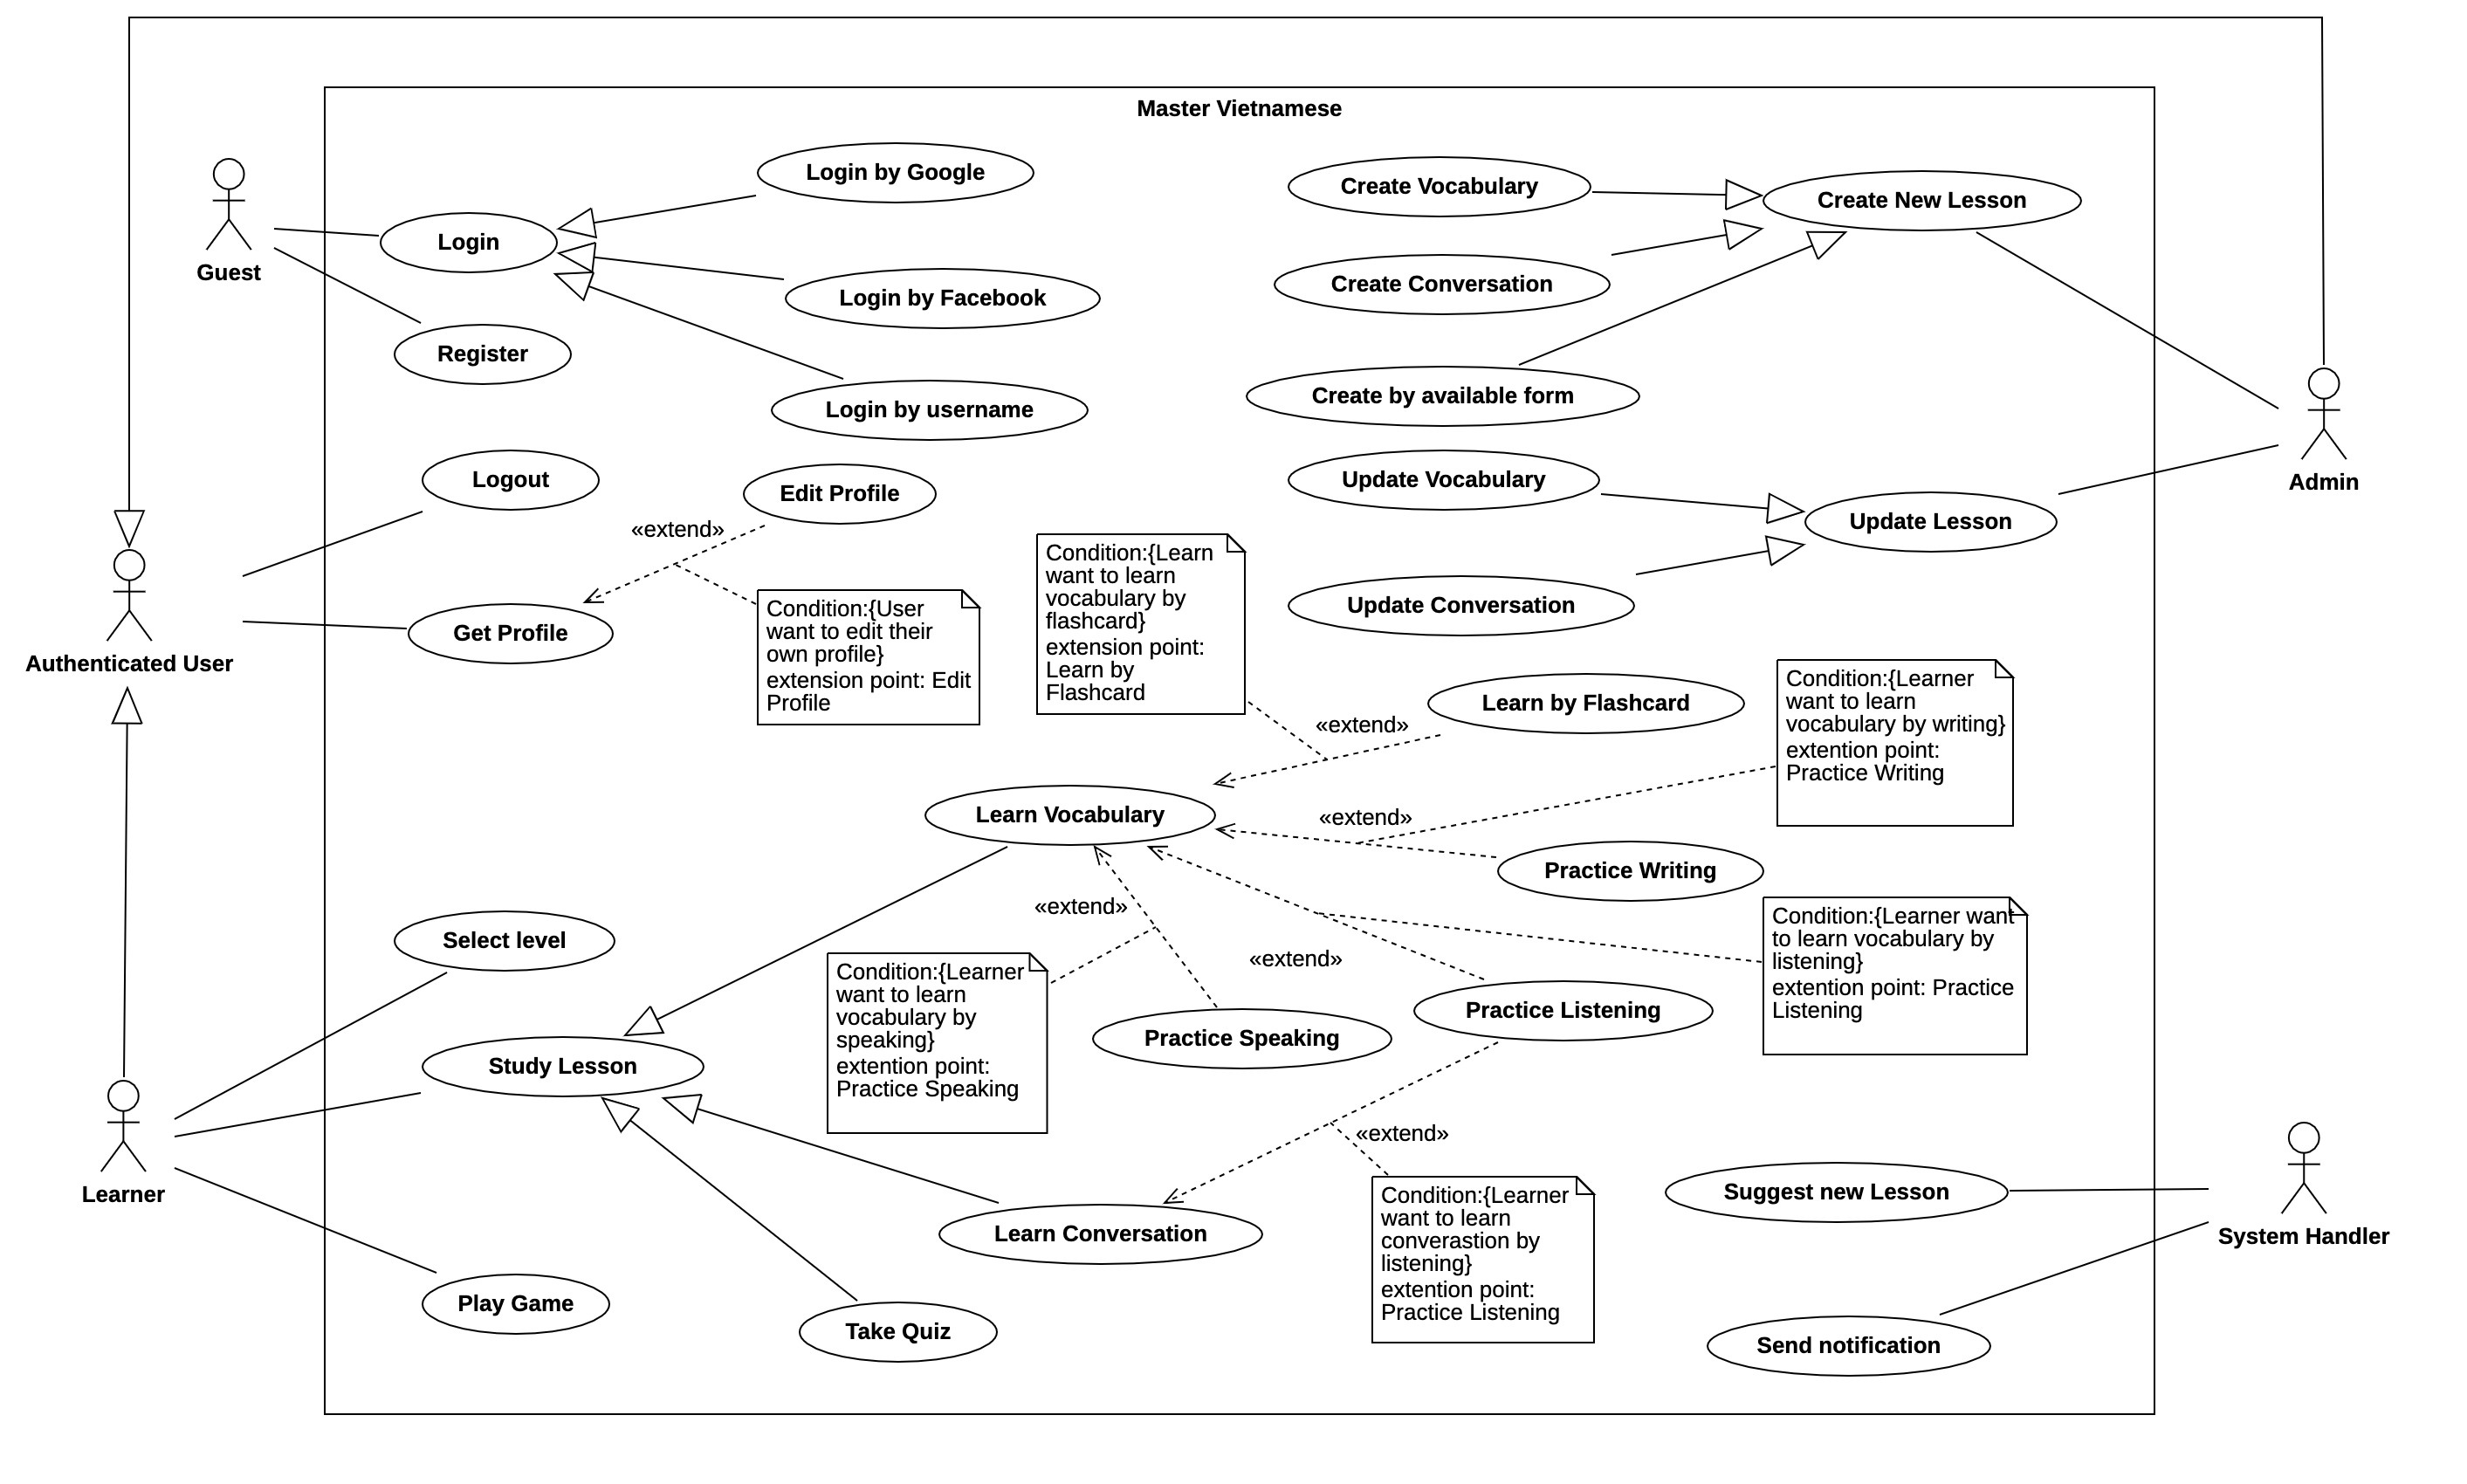 Master Vietnamese
Guest
Login
Register
Login by Google
Login by Facebook
Login by username
Create Vocabulary
Create Conversation
Create by available form
Create New Lesson
Admin
Logout
Edit Profile
«extend»
Get Profile
Authenticated User
Condition:{User
want to edit their
own profile}
extension point: Edit
Profile
Update Vocabulary
Update Lesson
Update Conversation
Condition:{Learn
want to learn
vocabulary by
flashcard}
extension point:
Learn by
Flashcard
«extend»
Learn by Flashcard
Condition:{Learner
want to learn
vocabulary by writing}
extention point:
Practice Writing
Learn Vocabulary
«extend»
Practice Writing
«extend»
Condition:{Learner
want to learn
vocabulary by
speaking}
extention point:
Practice Speaking
Practice Speaking
«extend»
Practice Listening
Condition:{Learner want
to learn vocabulary by
listening}
extention point: Practice
Listening
Select level
Study Lesson
Learner
Play Game
Take Quiz
Learn Conversation
«extend»
Condition:{Learner
want to learn
converastion by
listening}
extention point:
Practice Listening
Suggest new Lesson
System Handler
Send notification